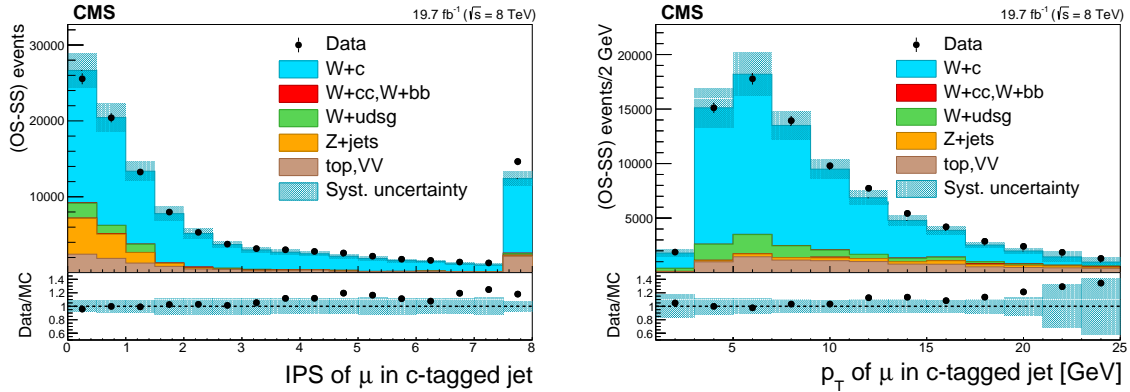 CMS
19.7 fb⁻¹ (√s = 8 TeV)
(OS-SS) events
30000
20000
10000
Data
W+c
W+cc,W+bb
W+udsg
Z+jets
top,VV
Syst. uncertainty
Data/MC
1.4
1.2
1
0.8
0.6
0 1 2 3 4 5 6 7 8
IPS of μ in c-tagged jet
CMS
19.7 fb⁻¹ (√s = 8 TeV)
(OS-SS) events/2 GeV
20000
15000
10000
5000
Data
W+c
W+cc,W+bb
W+udsg
Z+jets
top,VV
Syst. uncertainty
Data/MC
1.4
1.2
1
0.8
0.6
5 10 15 20 25
p_T of μ in c-tagged jet [GeV]